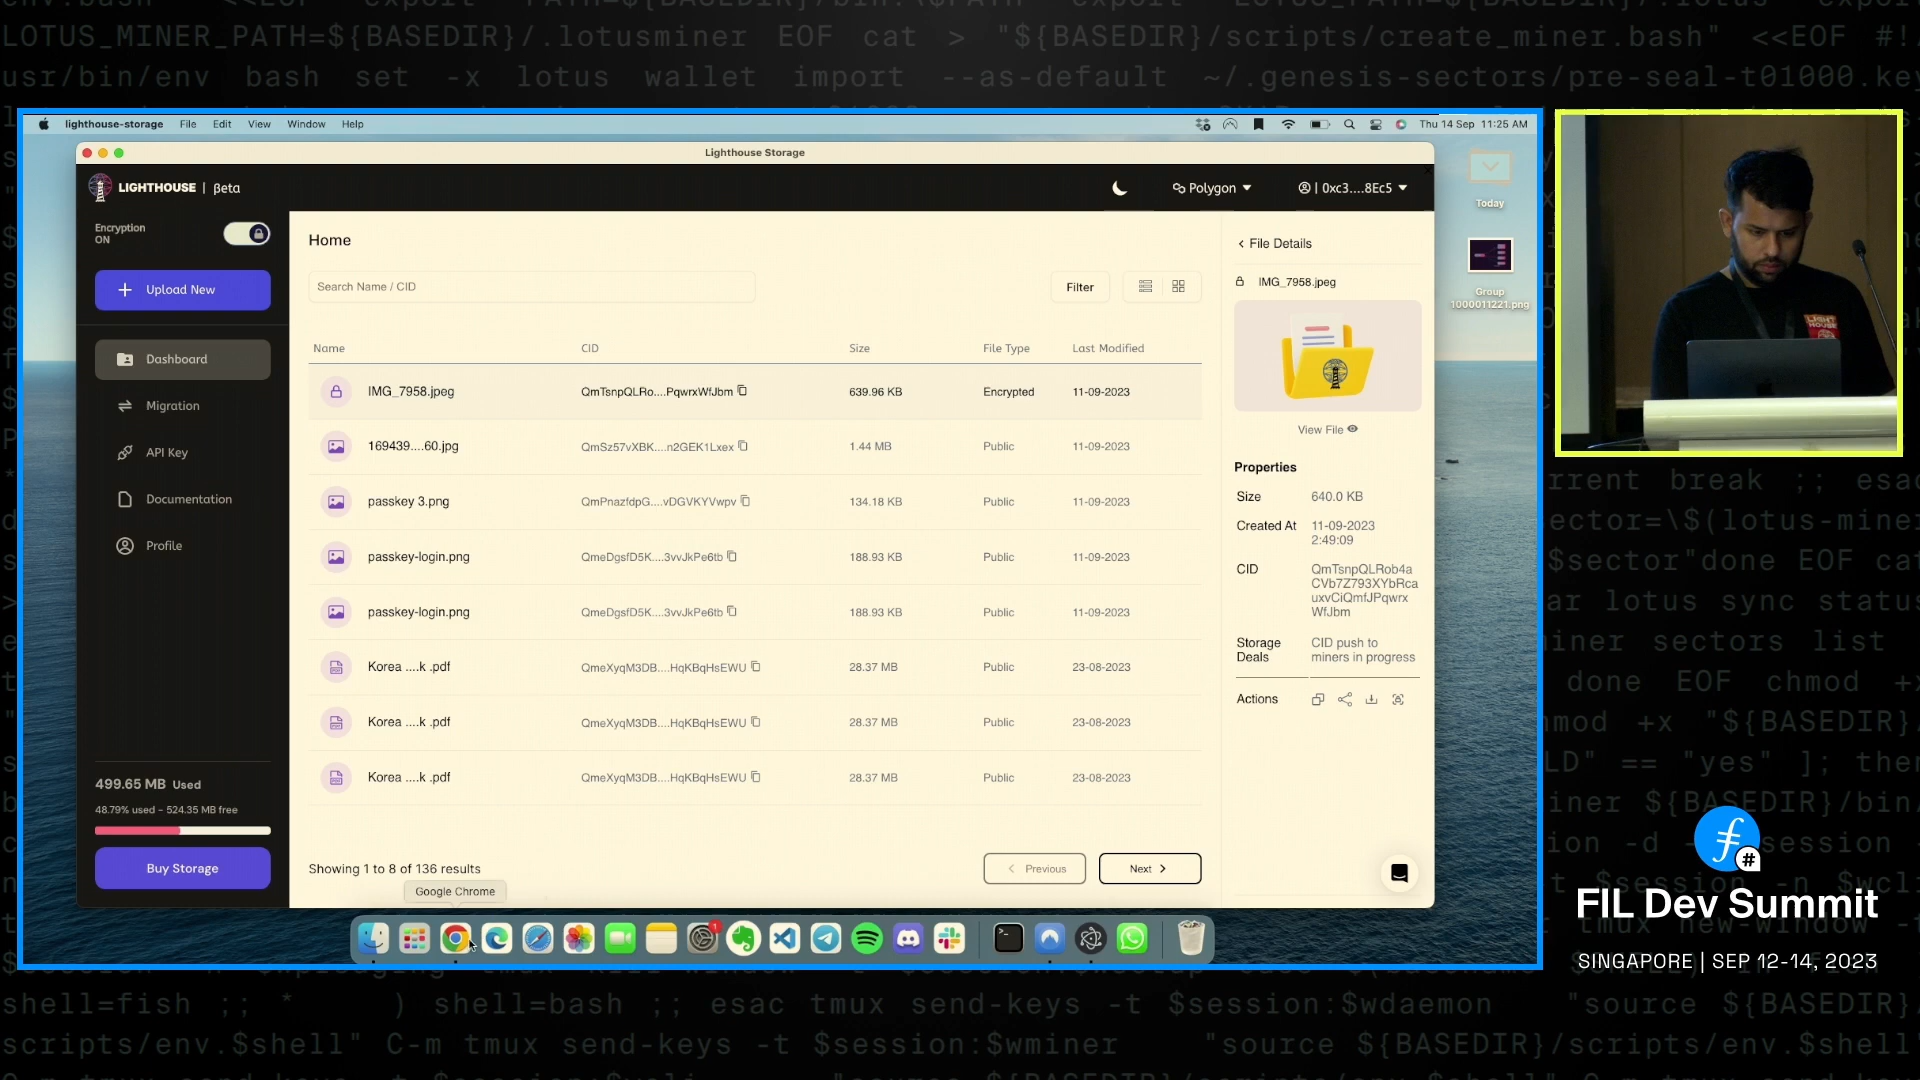 LOTUS_MINER_PATH=${BASEDIR}/.lotusminer EOF cat > "${BASEDIR}/scripts/create_miner.bash" <<EOF #!/
usr/bin/env bash set -x lotus wallet import --as-default ~/.genesis-sectors/pre-seal-t01000.key
lighthouse-storage File Edit View Window Help
Thu 14 Sep 11:25 AM
Lighthouse Storage
LIGHTHOUSE | βeta
Polygon
| 0xc3....8Ec5
Today
Group
1000011221.png
Encryption
ON
Upload New
Dashboard
Migration
API Key
Documentation
Profile
499.65 MB Used
48.79% used – 524.35 MB free
Buy Storage
Home
Search Name / CID
Filter
Name CID Size File Type Last Modified
IMG_7958.jpeg QmTsnpQLRo....PqwrxWfJbm 639.96 KB Encrypted 11-09-2023
169439....60.jpg QmSz57vXBK....n2GEK1Lxex 1.44 MB Public 11-09-2023
passkey 3.png QmPnazfdpG....vDGVKYVwpv 134.18 KB Public 11-09-2023
passkey-login.png QmeDgsfD5K....3vvJkPe6tb 188.93 KB Public 11-09-2023
passkey-login.png QmeDgsfD5K....3vvJkPe6tb 188.93 KB Public 11-09-2023
Korea ....k .pdf QmeXyqM3DB....HqKBqHsEWU 28.37 MB Public 23-08-2023
Korea ....k .pdf QmeXyqM3DB....HqKBqHsEWU 28.37 MB Public 23-08-2023
Korea ....k .pdf QmeXyqM3DB....HqKBqHsEWU 28.37 MB Public 23-08-2023
Showing 1 to 8 of 136 results
Previous
Next
Google Chrome
File Details
IMG_7958.jpeg
View File
Properties
Size 640.0 KB
Created At 11-09-2023
2:49:09
CID QmTsnpQLRob4a
CVb7Z793XYbRca
uxvCiQmfJPqwrx
WfJbm
Storage
Deals
CID push to
miners in progress
Actions
1
LIGHT
HOUSE
rrent break ;; esac
ector=\$(lotus-miner
$sector"done EOF cat
ar lotus sync status
iner sectors list
done EOF chmod +x
mod +x "${BASEDIR}/
LD" == "yes" ]; then
iner ${BASEDIR}/bin/
#
FIL Dev Summit
SINGAPORE | SEP 12-14, 2023
shell=fish ;; * ) shell=bash ;; esac tmux send-keys -t $session:$wdaemon "source ${BASEDIR}/
scripts/env.$shell" C-m tmux send-keys -t $session:$wminer "source ${BASEDIR}/scripts/env.$shell"